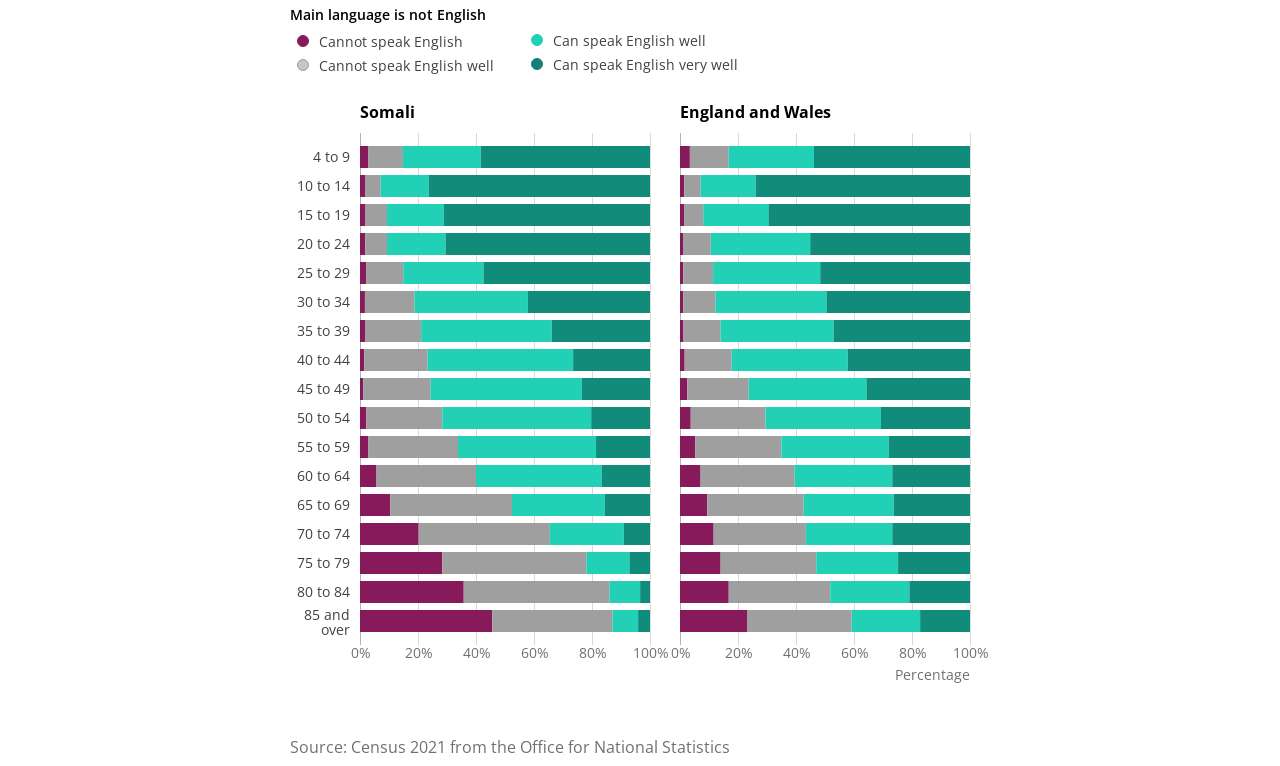 Main language is not English
Cannot speak English
Can speak English well
Cannot speak English well
Can speak English very well
Somali
England and Wales
4 to 9
10 to 14
15 to 19
20 to 24
25 to 29
30 to 34
35 to 39
40 to 44
45 to 49
50 to 54
55 to 59
60 to 64
65 to 69
70 to 74
75 to 79
80 to 84
85 and
over
0% 20% 40% 60% 80% 100% 0% 20% 40% 60% 80% 100%
Percentage
Source: Census 2021 from the Office for National Statistics